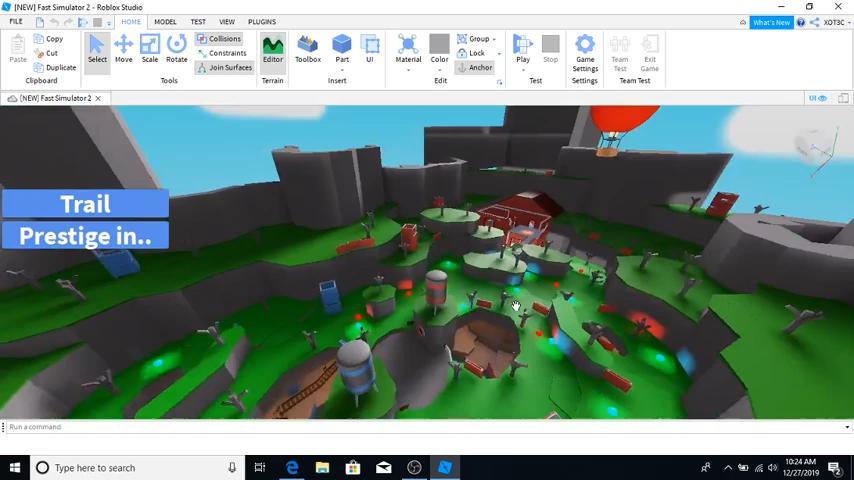 [NEW] Fast Simulator 2 - Roblox Studio
FILE HOME MODEL TEST VIEW PLUGINS What's New XOT3C
Paste Copy Cut Duplicate
Clipboard
Select Move Scale Rotate Collisions Constraints Join Surfaces
Tools
Editor
Terrain
Toolbox Part UI
Insert
Material Color Group Lock Anchor
Edit
Play Stop
Test
Game Settings
Settings
Team Test Exit Game
Team Test
[NEW] Fast Simulator 2 UI
Trail
Prestige in..
Run a command
Type here to search
10:24 AM
12/27/2019
2